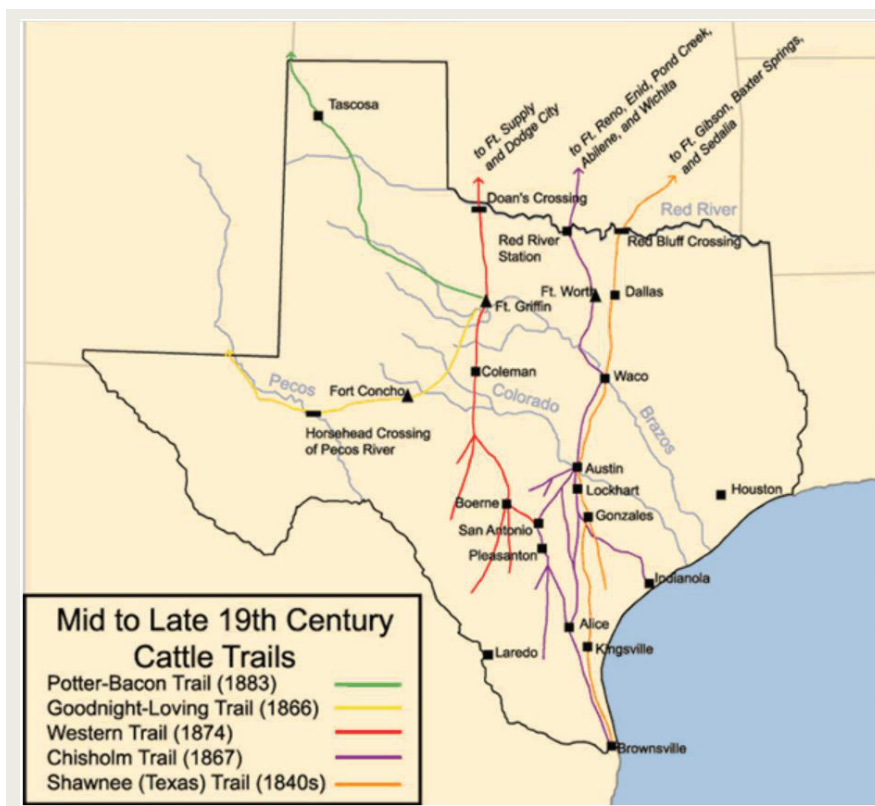 to Ft. Supply
and Dodge City
to Ft. Reno, Enid, Pond Creek,
Abilene, and Wichita
to Ft. Gibson, Baxter Springs,
and Sedalia
Tascosa
Doan's Crossing
Red River
Red River
Station
Red Bluff Crossing
Ft. Griffin
Ft. Worth
Dallas
Coleman
Waco
Pecos
Fort Concho
Colorado
Brazos
Horsehead Crossing
of Pecos River
Austin
Lockhart
Houston
Boerne
Gonzales
San Antonio
Pleasanton
Indianola
Alice
Laredo
Kingsville
Brownsville
Mid to Late 19th Century
Cattle Trails
Potter-Bacon Trail (1883)
Goodnight-Loving Trail (1866)
Western Trail (1874)
Chisholm Trail (1867)
Shawnee (Texas) Trail (1840s)